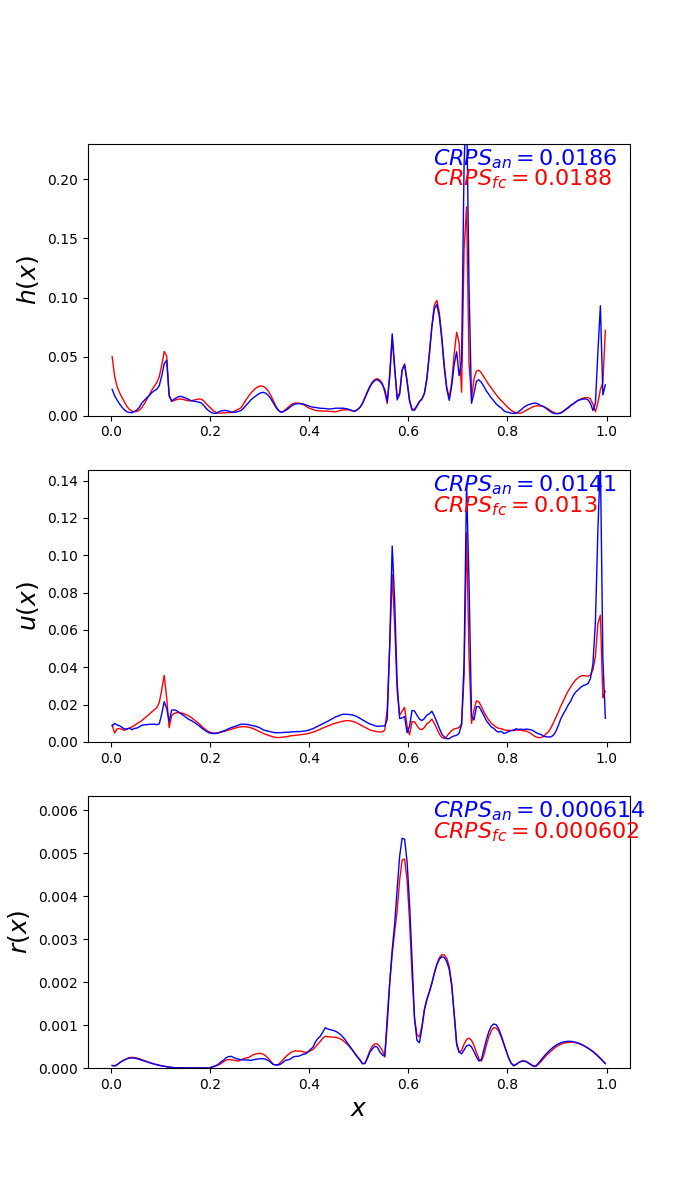 CRPS_an = 0.0186
CRPS_fc = 0.0188
0.20
0.15
0.10
0.05
0.00
h(x)
0.0 0.2 0.4 0.6 0.8 1.0
CRPS_an = 0.0141
CRPS_fc = 0.013
0.14
0.12
0.10
0.08
0.06
0.04
0.02
0.00
u(x)
0.0 0.2 0.4 0.6 0.8 1.0
CRPS_an = 0.000614
CRPS_fc = 0.000602
0.006
0.005
0.004
0.003
0.002
0.001
0.000
r(x)
0.0 0.2 0.4 0.6 0.8 1.0
x